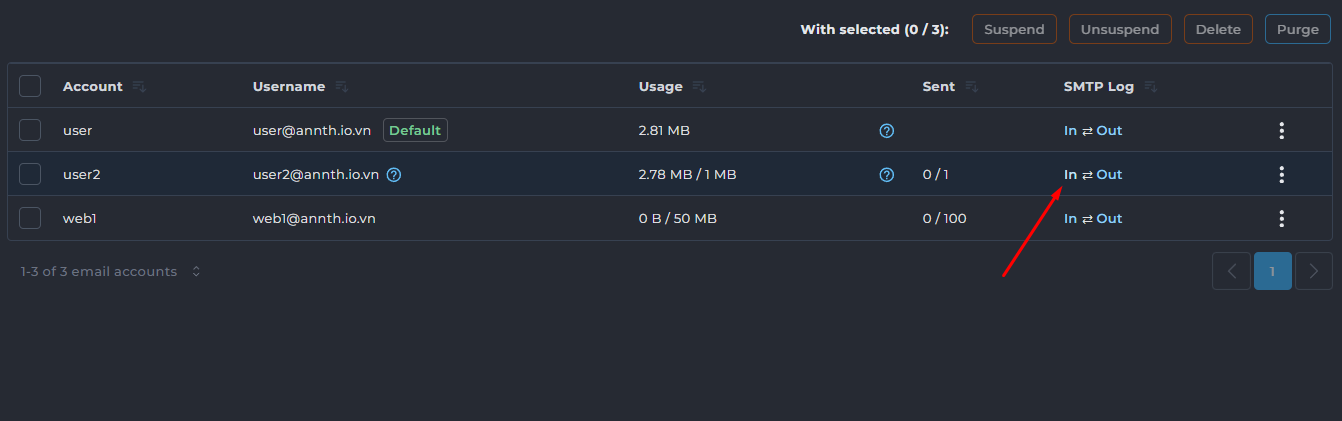 With selected (0 / 3): Suspend Unsuspend Delete Purge
Account Username Usage Sent SMTP Log
user user@annth.io.vn Default 2.81 MB In ⇄ Out
user2 user2@annth.io.vn 2.78 MB / 1 MB 0 / 1 In ⇄ Out
web1 web1@annth.io.vn 0 B / 50 MB 0 / 100 In ⇄ Out
1-3 of 3 email accounts 1